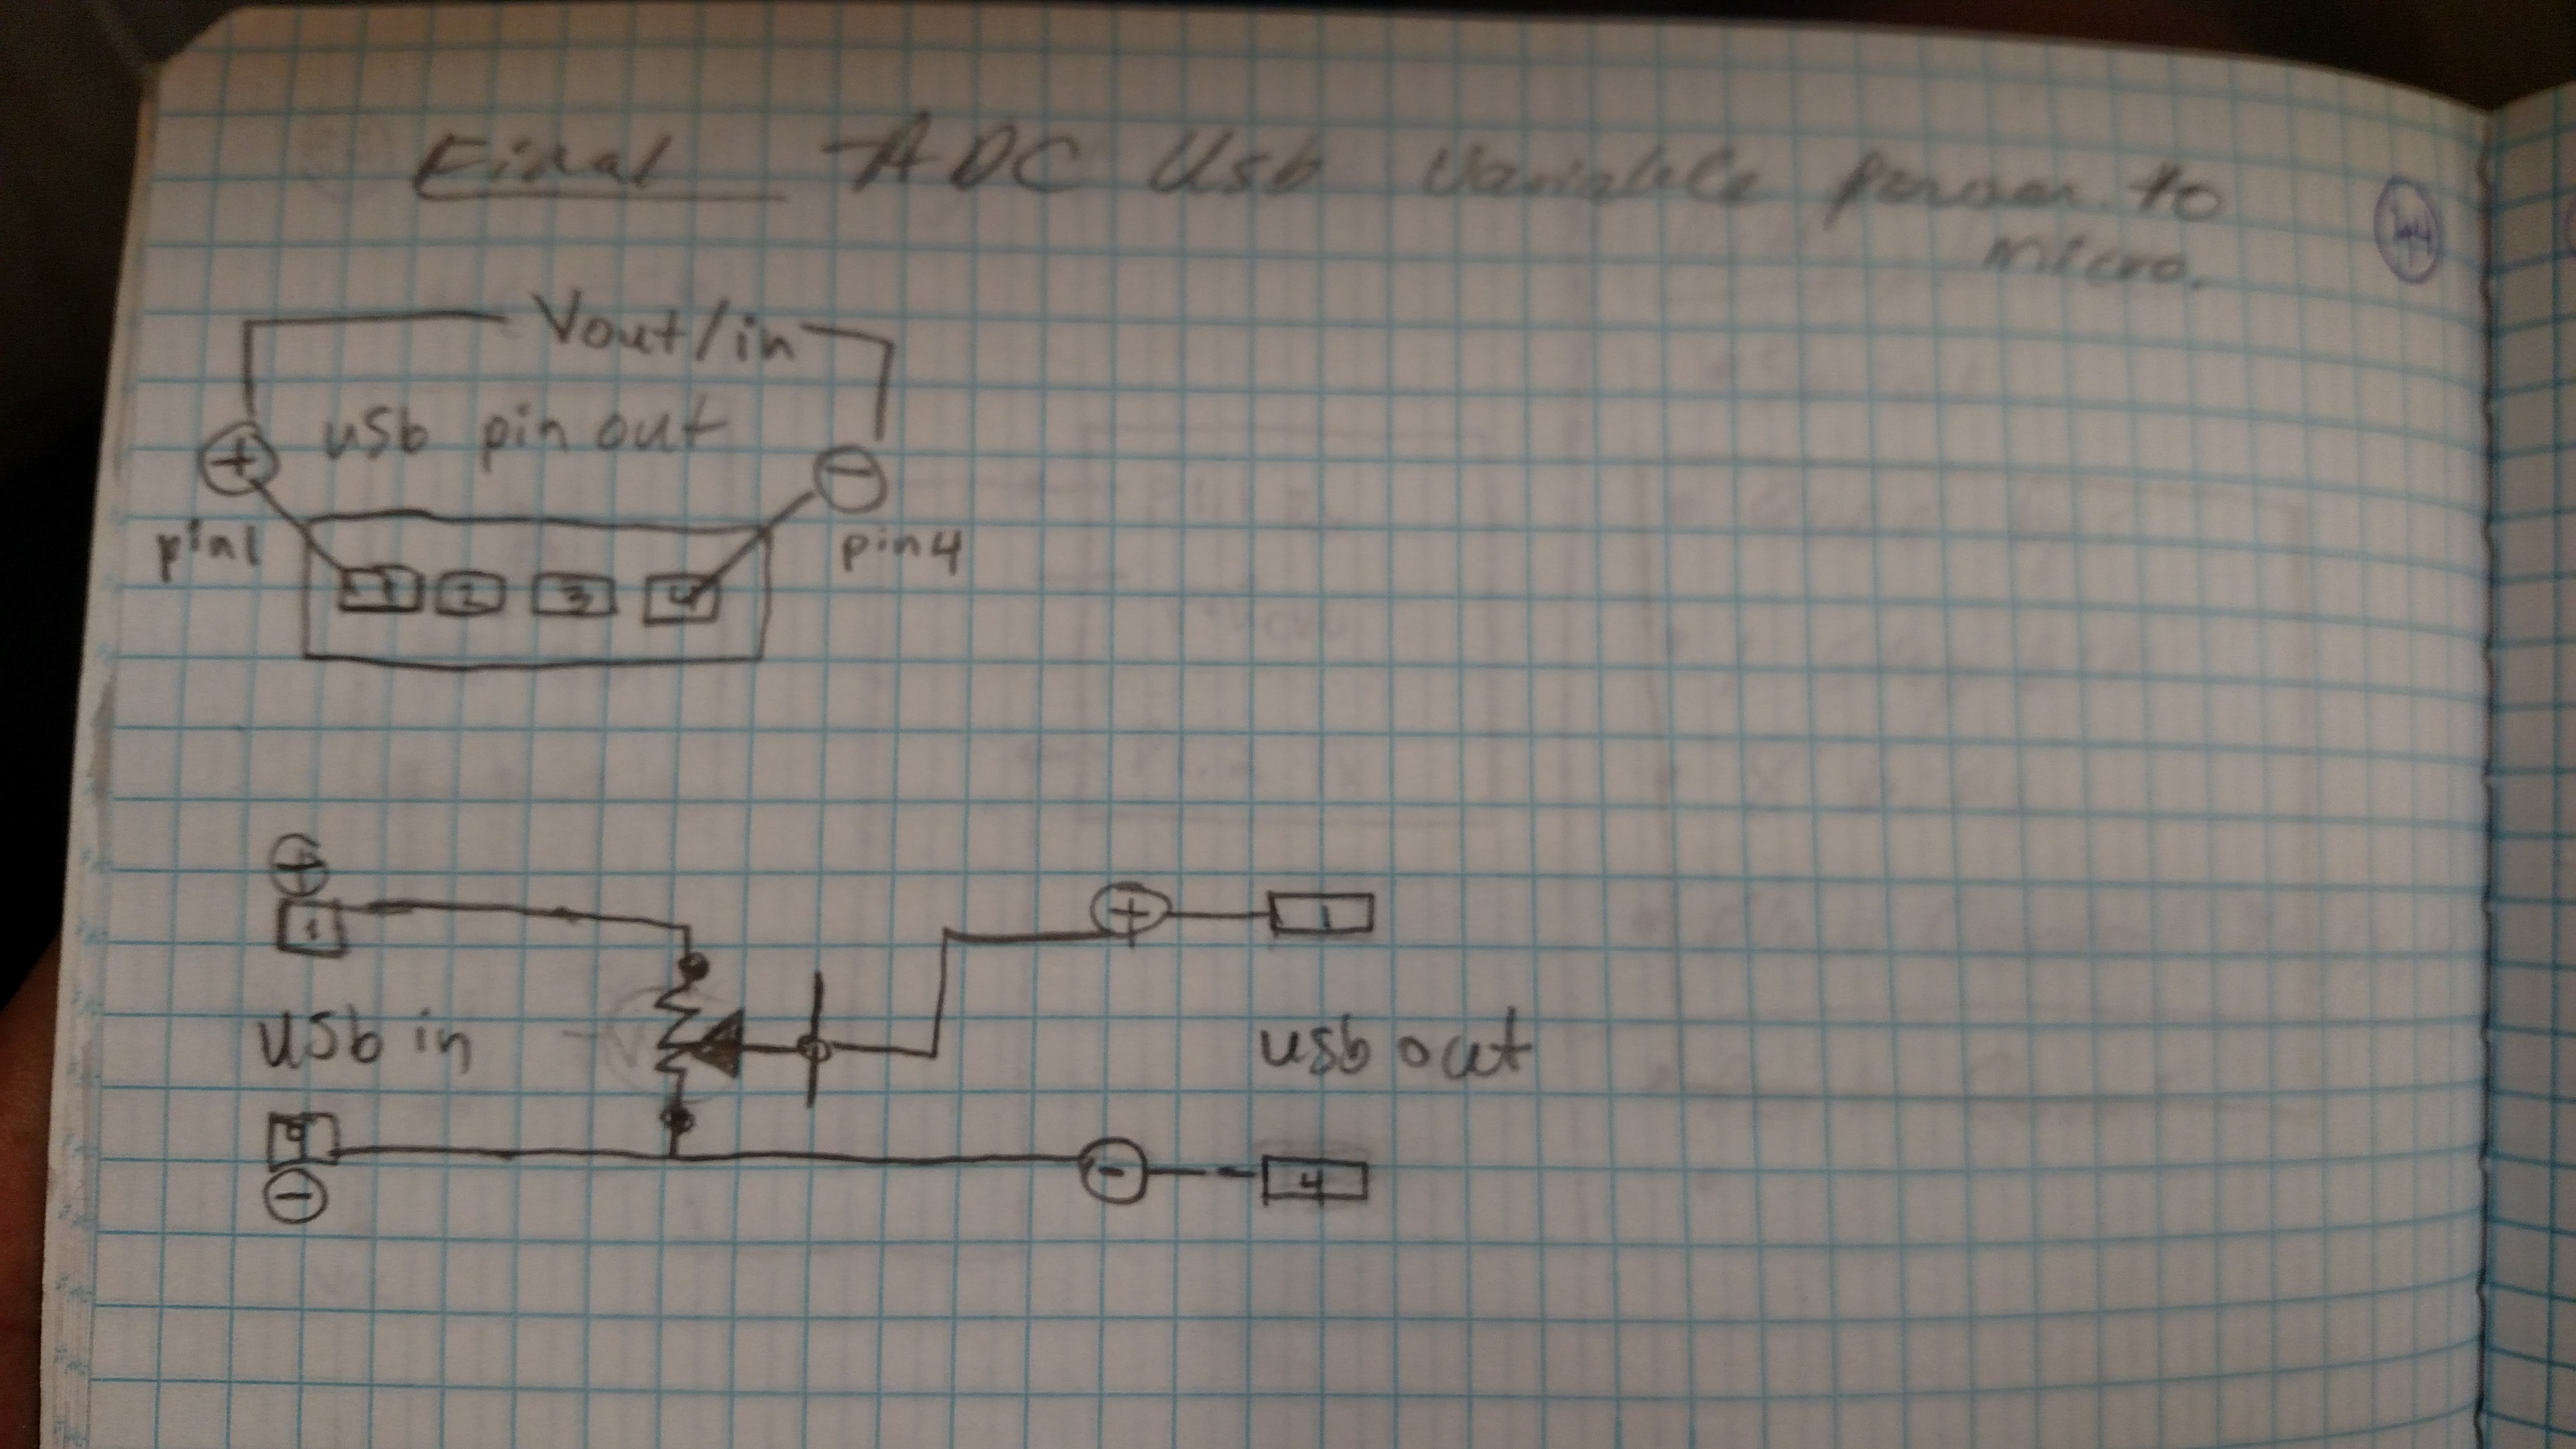 Final - ADC Usb Variable power to
micro.
44
Vout/in
usb pin out
+ -
pin1 pin4
1 2 3 4
+
1 + 1
usb in usb out
4 - 4
-